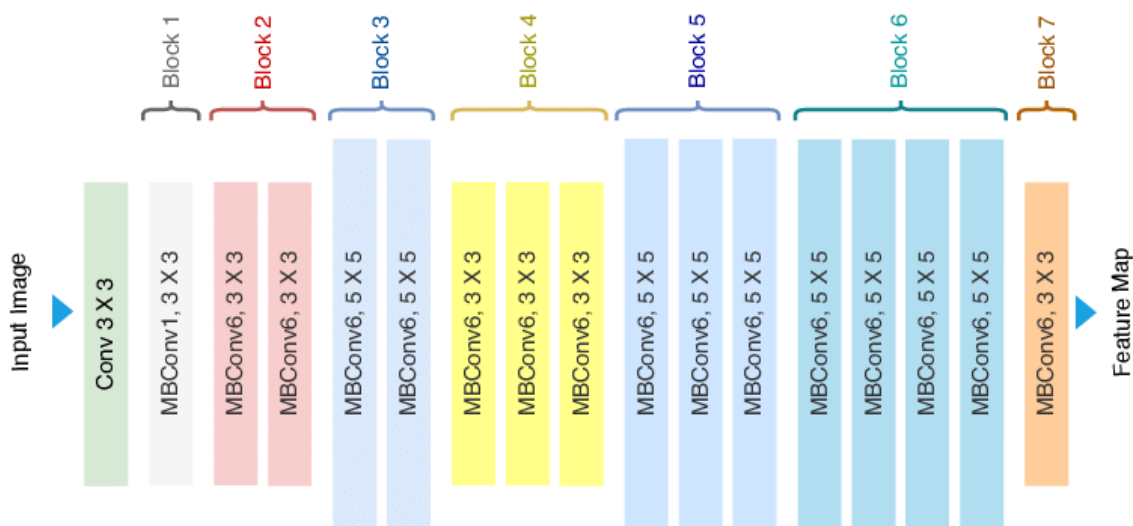 Input Image
Conv 3 X 3
Block 1
MBConv1, 3 X 3
Block 2
MBConv6, 3 X 3
MBConv6, 3 X 3
Block 3
MBConv6, 5 X 5
MBConv6, 5 X 5
Block 4
MBConv6, 3 X 3
MBConv6, 3 X 3
MBConv6, 3 X 3
Block 5
MBConv6, 5 X 5
MBConv6, 5 X 5
MBConv6, 5 X 5
Block 6
MBConv6, 5 X 5
MBConv6, 5 X 5
MBConv6, 5 X 5
MBConv6, 5 X 5
Block 7
MBConv6, 3 X 3
Feature Map